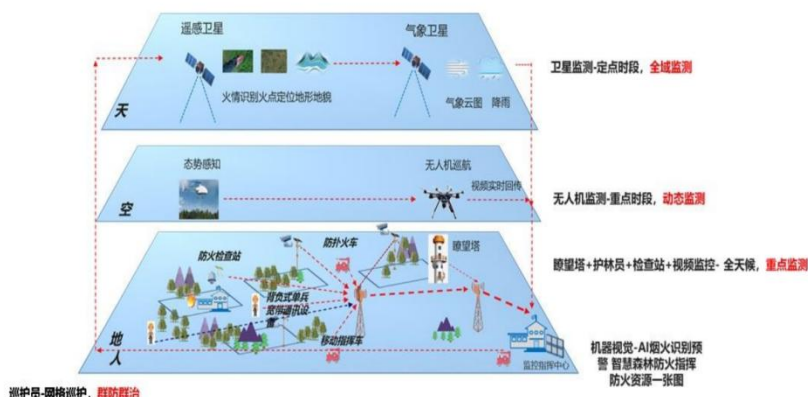 遥感卫星
气象卫星
火情识别火点定位地形地貌
气象云图 降雨
天
卫星监测-定点时段，全域监测
态势感知
无人机巡航
视频实时回传
空
无人机监测-重点时段，动态监测
防扑火车
瞭望塔
防火检查站
瞭望塔+护林员+检查站+视频监控- 全天候，重点监测
背负式单兵
宽带通讯设
置
移动指挥车
地
人
监控指挥中心
机器视觉-AI烟火识别预
警 智慧森林防火指挥
防火资源一张图
巡护员-网格巡护，群防群治